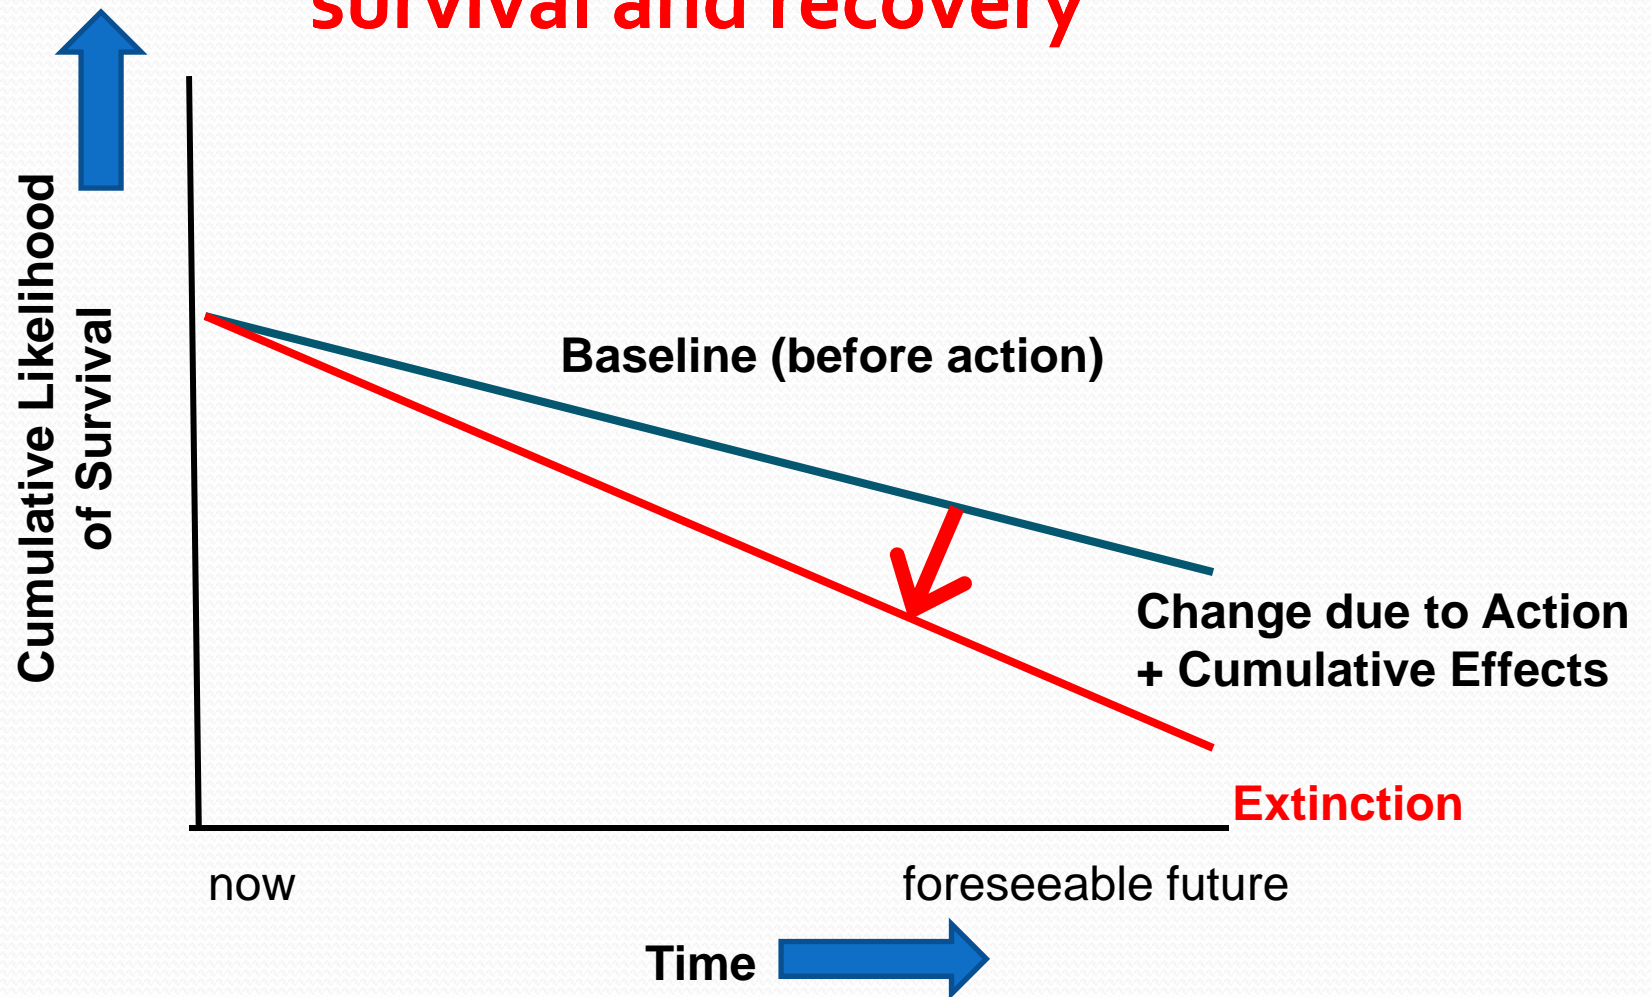 survival and recovery
Cumulative Likelihood
of Survival
Baseline (before action)
Change due to Action
+ Cumulative Effects
Extinction
now
foreseeable future
Time